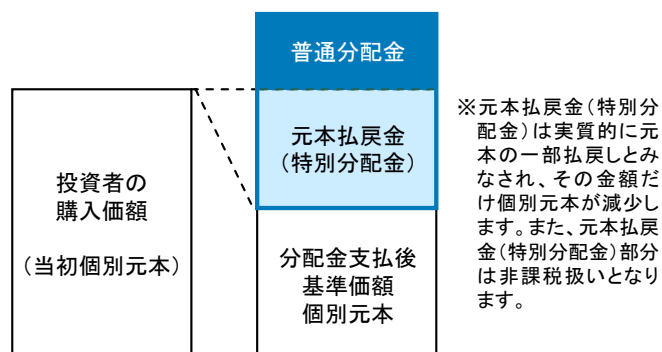 普通分配金
元本払戻金
（特別分配金）
投資者の
購入価額
（当初個別元本）
分配金支払後
基準価額
個別元本
※元本払戻金（特別分
配金）は実質的に元
本の一部払戻しとみ
なされ、その金額だ
け個別元本が減少し
ます。また、元本払戻
金（特別分配金）部分
は非課税扱いとなり
ます。